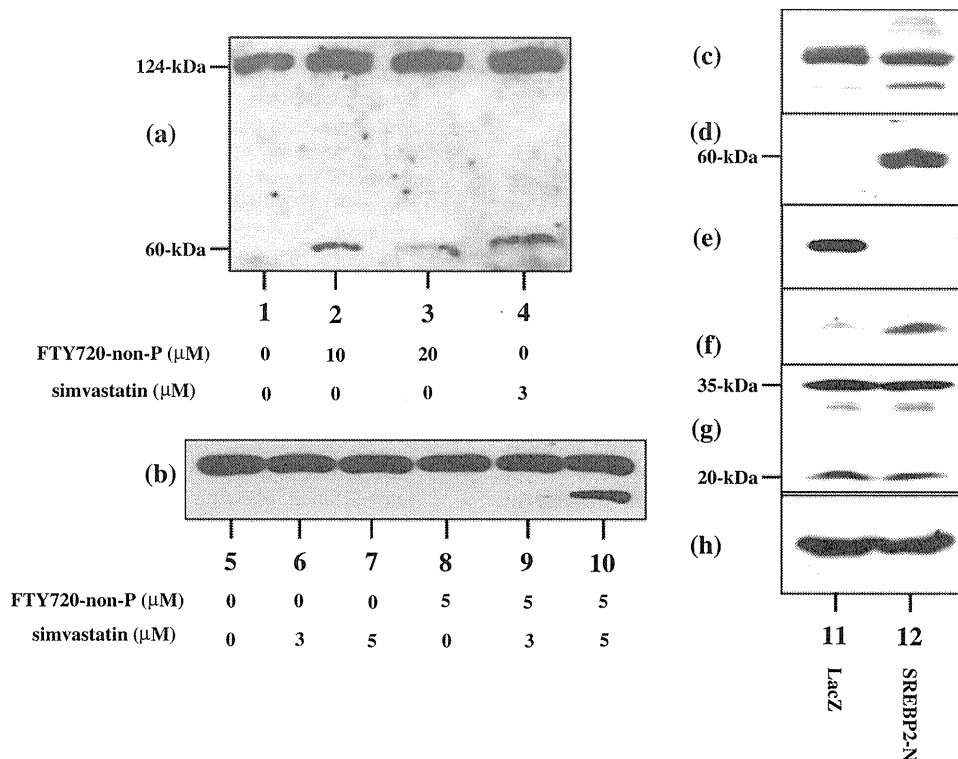 124-kDa
(a)
60-kDa
1 2 3 4
FTY720-non-P (µM) 0 10 20 0
simvastatin (µM) 0 0 0 3
(b)
5 6 7 8 9 10
FTY720-non-P (µM) 0 0 0 5 5 5
simvastatin (µM) 0 3 5 0 3 5
(c)
(d)
60-kDa
(e)
(f)
35-kDa
(g)
20-kDa
(h)
11 12
LacZ
SREBP2-N